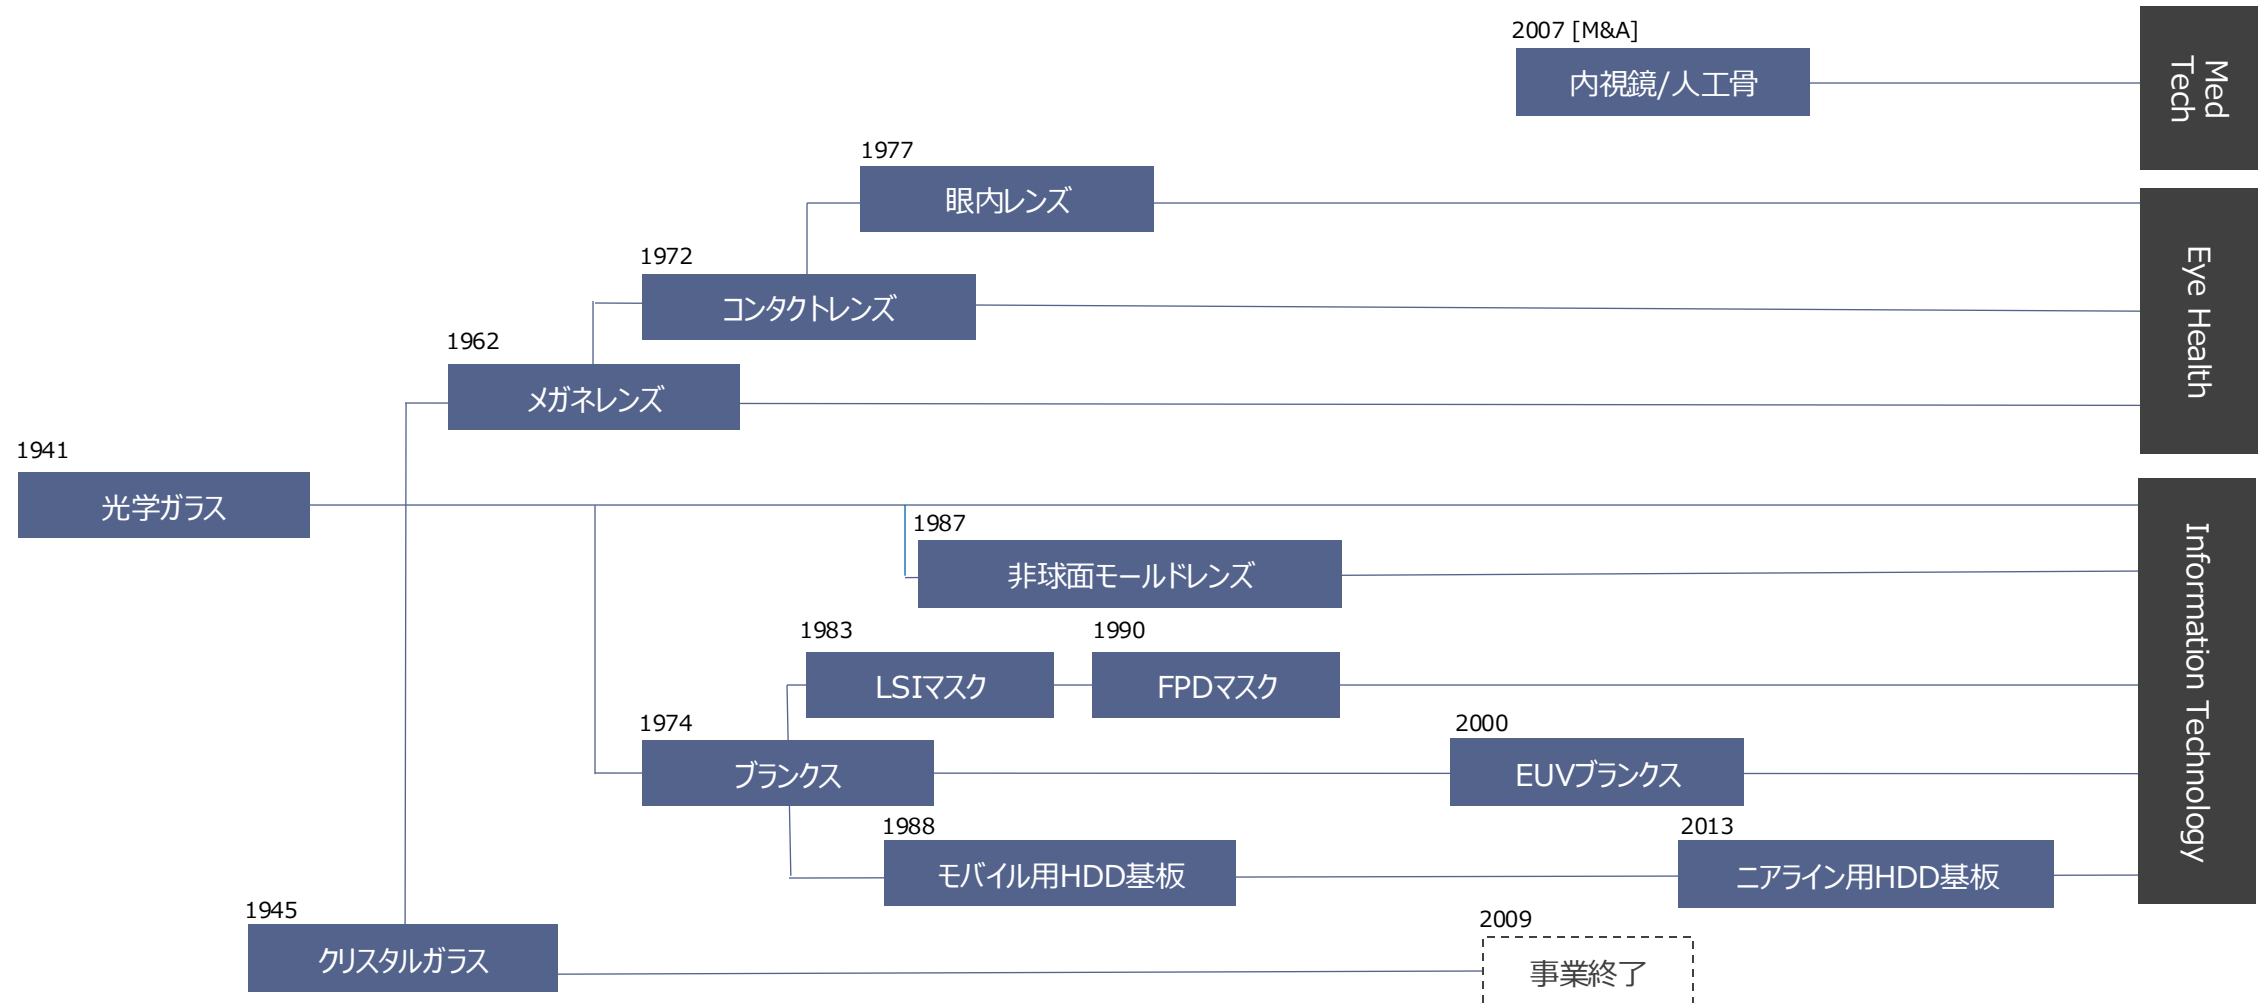 2007 [M&A]
内視鏡/人工骨
Med
Tech
1977
眼内レンズ
1972
コンタクトレンズ
1962
メガネレンズ
Eye Health
1941
光学ガラス
1987
非球面モールドレンズ
1983
LSIマスク
1990
FPDマスク
1974
ブランクス
2000
EUVブランクス
Information Technology
1988
モバイル用HDD基板
2013
ニアライン用HDD基板
1945
クリスタルガラス
2009
事業終了